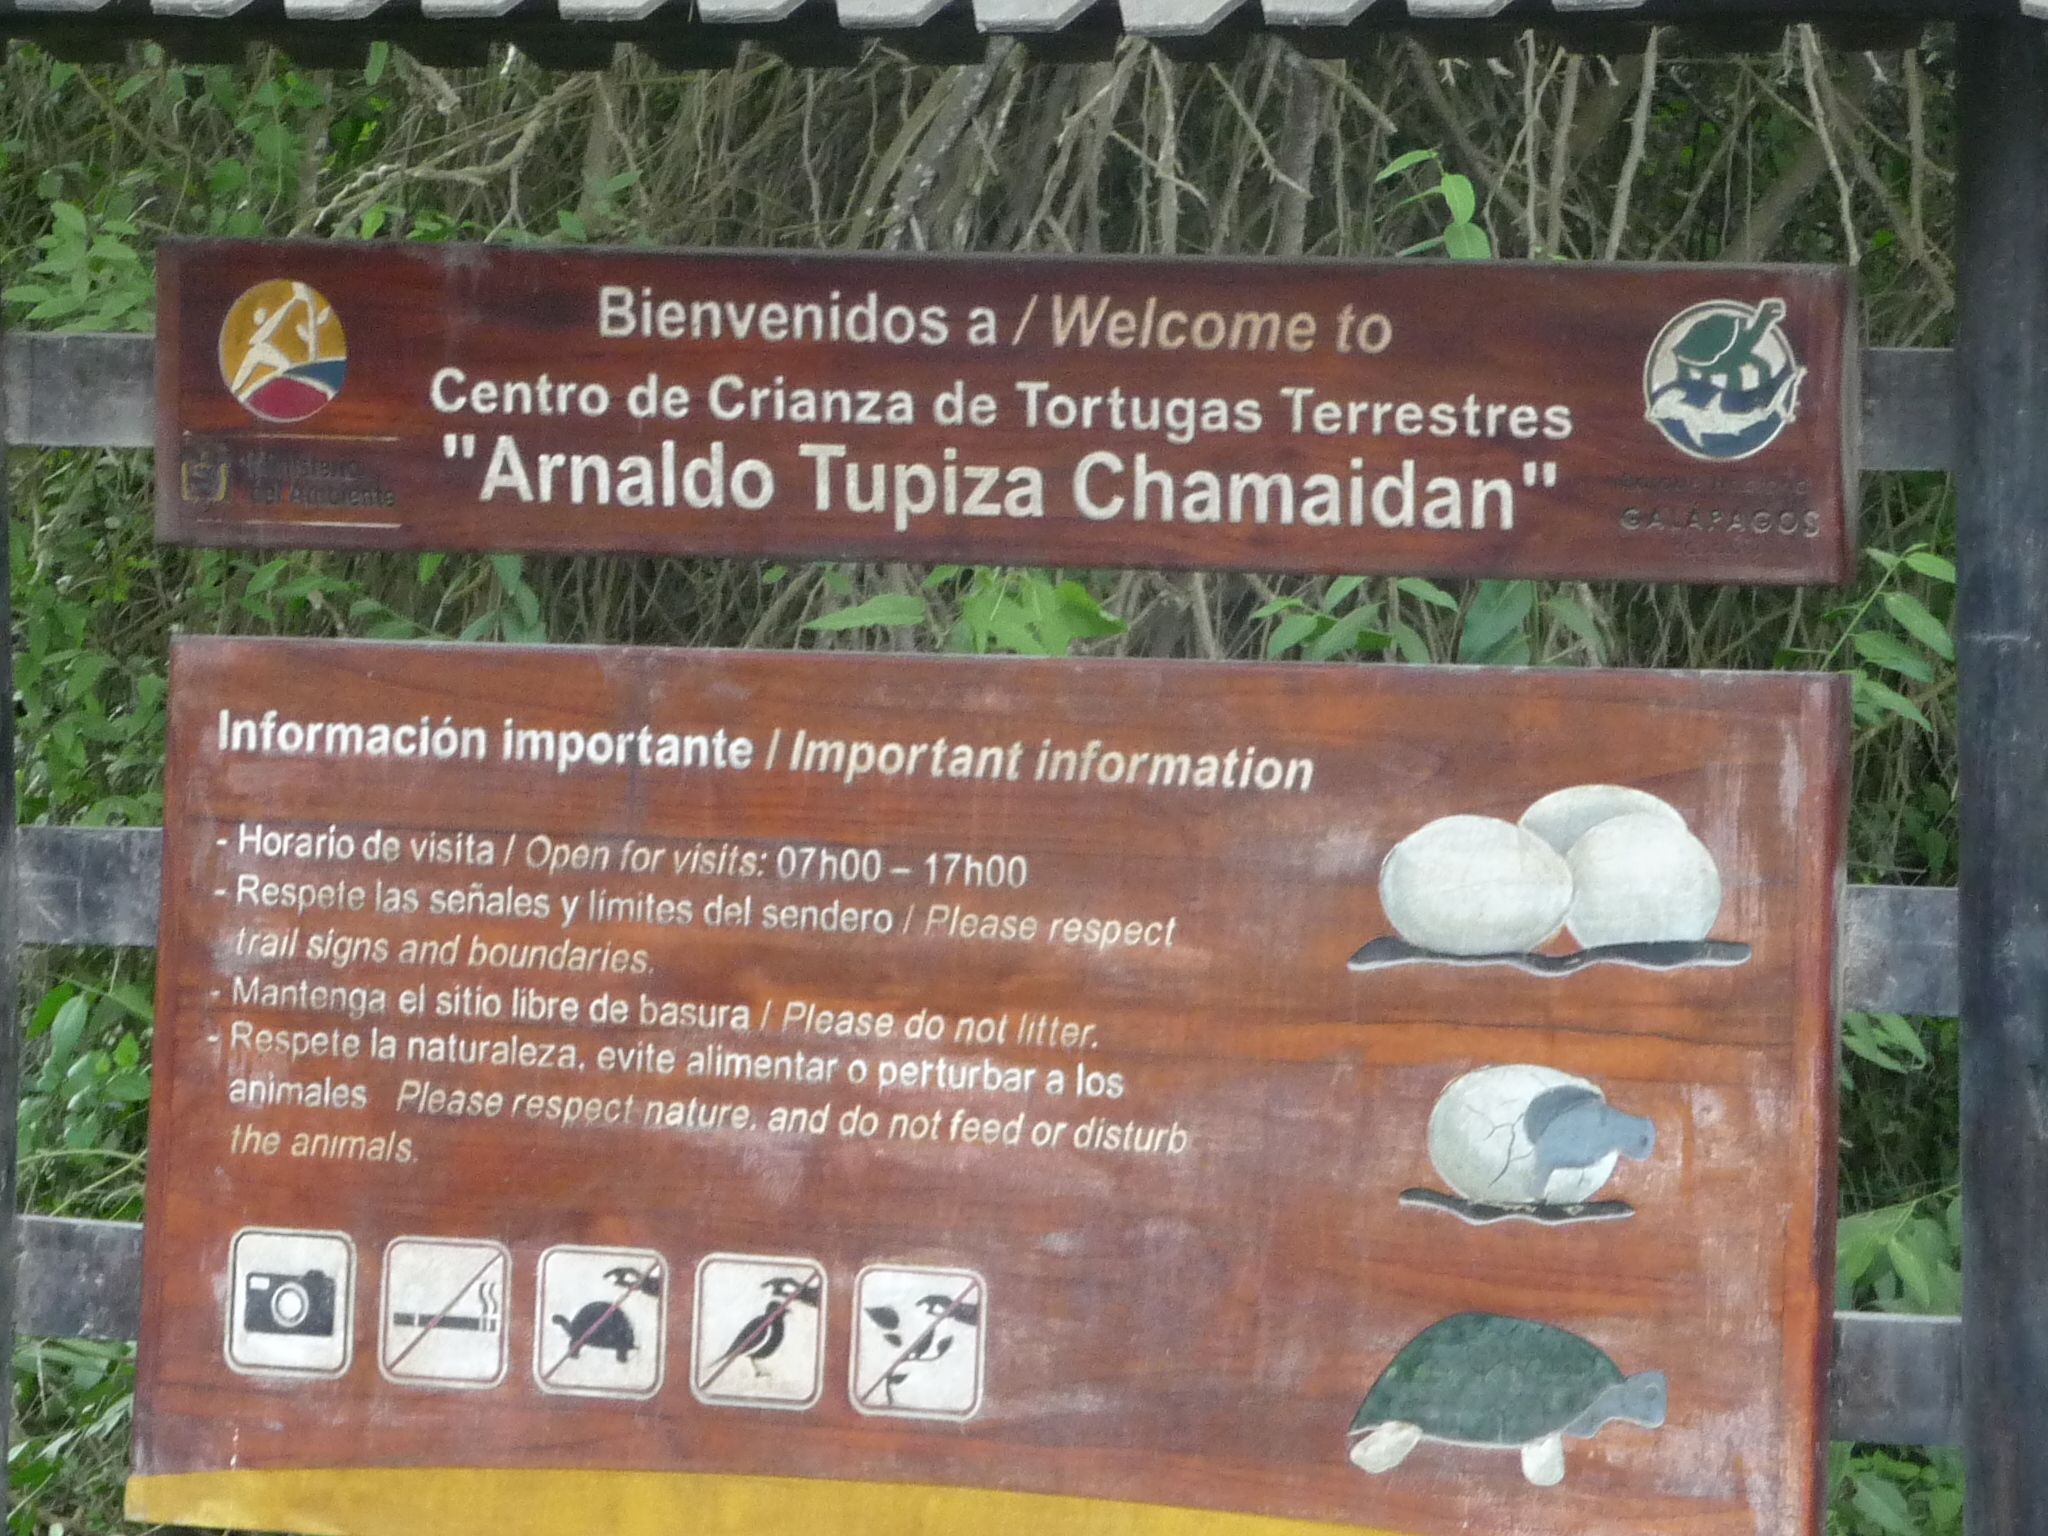 Bienvenidos a / Welcome to
Centro de Crianza de Tortugas Terrestres
"Arnaldo Tupiza Chamaidan"
Ministerio
del Ambiente
GALAPAGOS
Información importante / Important information
- Horario de visita / Open for visits: 07h00 – 17h00
- Respete las señales y límites del sendero / Please respect
trail signs and boundaries.
- Mantenga el sitio libre de basura / Please do not litter.
- Respete la naturaleza, evite alimentar o perturbar a los
animales Please respect nature, and do not feed or disturb
the animals.